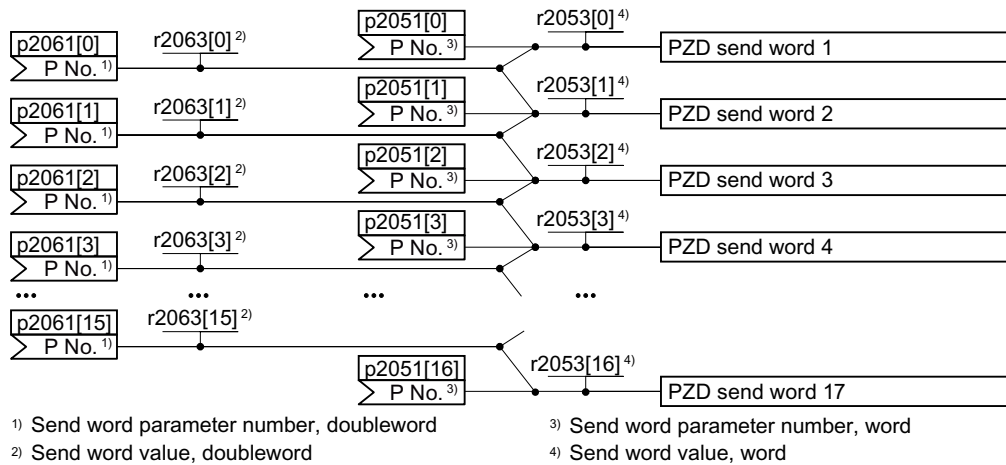 p2051[0] r2053[0] 4)
p2061[0] r2063[0] 2) P No. 3) PZD send word 1
P No. 1)
p2051[1] r2053[1] 4)
p2061[1] r2063[1] 2) P No. 3) PZD send word 2
P No. 1)
p2051[2] r2053[2] 4)
p2061[2] r2063[2] 2) P No. 3) PZD send word 3
P No. 1)
p2051[3] r2053[3] 4)
p2061[3] r2063[3] 2) P No. 3) PZD send word 4
P No. 1)
... ... ... ...
p2061[15] r2063[15] 2)
P No. 1)
p2051[16] r2053[16] 4)
P No. 3) PZD send word 17
1) Send word parameter number, doubleword
2) Send word value, doubleword
3) Send word parameter number, word
4) Send word value, word